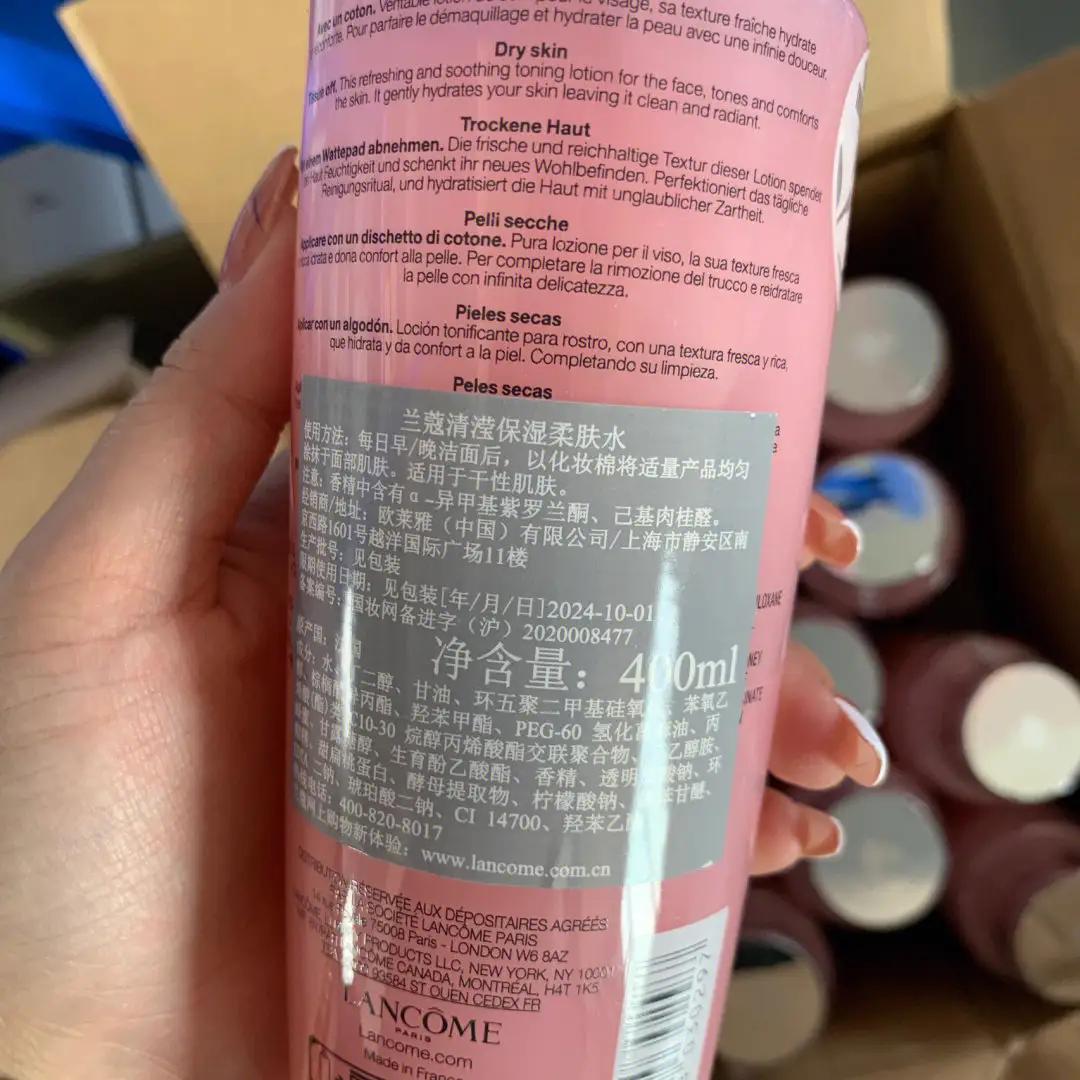 Avec un coton. Véritable lotion de soin pour le visage, sa texture fraîche hydrate
réconforte. Pour parfaire le démaquillage et hydrater la peau avec une infinie douceur.
Dry skin
Tissue off. This refreshing and soothing toning lotion for the face, tones and comforts
the skin. It gently hydrates your skin leaving it clean and radiant.
Trockene Haut
einem Wattepad abnehmen. Die frische und reichhaltige Textur dieser Lotion spendet
Haut Feuchtigkeit und schenkt ihr neues Wohlbefinden. Perfektioniert das tägliche
Reinigungsritual, und hydratisiert die Haut mit unglaublicher Zartheit.
Pelli secche
Applicare con un dischetto di cotone. Pura lozione per il viso, la sua texture fresca
ricca idrata e dona confort alla pelle. Per completare la rimozione del trucco e reidratare
la pelle con infinita delicatezza.
Pieles secas
Aplicar con un algodón. Loción tonificante para rostro, con una textura fresca y rica,
que hidrata y da confort a la piel. Completando su limpieza.
Peles secas
兰蔻清滢保湿柔肤水
使用方法：每日早/晚洁面后，以化妆棉将适量产品均匀
涂抹于面部肌肤。适用于干性肌肤。
注意：香精中含有α-异甲基紫罗兰酮、己基肉桂醛。
经销商/地址：欧莱雅（中国）有限公司/上海市静安区南
京西路1601号越洋国际广场11楼
生产批号：见包装
限期使用日期：见包装[年/月/日]2024-10-01
备案编号：国妆网备进字（沪）2020008477
原产国：法国
净含量：400ml
成分：水、二醇、甘油、环五聚二甲基硅氧、苯氧乙
醇、棕榈酸异丙酯、羟苯甲酯、PEG-60 氢化蓖麻油、丙
烯酸(酯)类/C10-30 烷醇丙烯酸酯交联聚合物、三乙醇胺、
甘露糖醇、生育酚乙酸酯、香精、透明质酸钠、环
甜扁桃蛋白、酵母提取物、柠檬酸钠、甘醚、
二钠、琥珀酸二钠、CI 14700、羟苯乙
电话：400-820-8017
网上购物新体验：www.lancome.com.cn
DISTRIBUTION RÉSERVÉE AUX DÉPOSITAIRES AGRÉÉS
SOCIÉTÉ LANCÔME PARIS
14 75008 Paris - LONDON W6 8AZ
PRODUCTS LLC, NEW YORK, NY 10001
LANCÔME CANADA, MONTRÉAL, H4T 1K5
93584 ST OUEN CEDEX FR
LANCÔME
PARIS
Lancome.com
Made in France